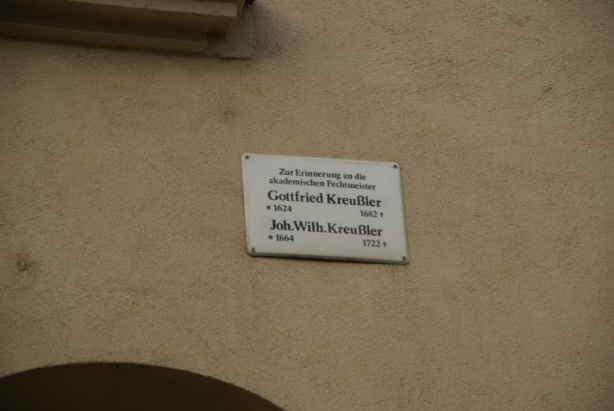 Zur Erinnerung an die
akademischen Fechtmeister
Gottfried Kreußler
* 1624 1682 †
Joh.Wilh.Kreußler
* 1664 1722 †